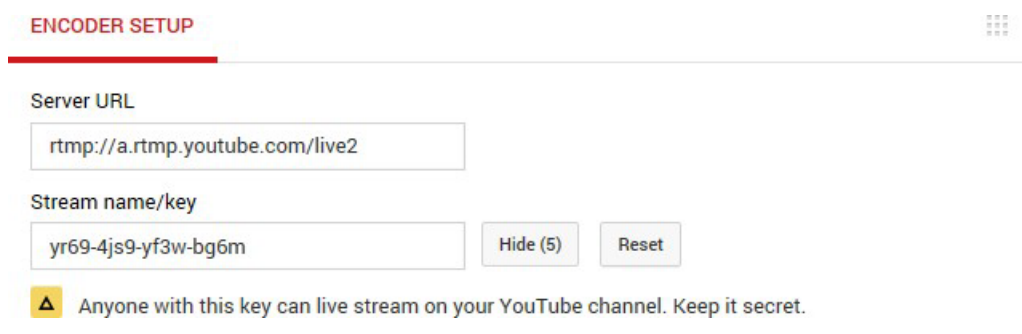 ENCODER SETUP
Server URL
rtmp://a.rtmp.youtube.com/live2
Stream name/key
yr69-4js9-yf3w-bg6m Hide (5) Reset
Anyone with this key can live stream on your YouTube channel. Keep it secret.